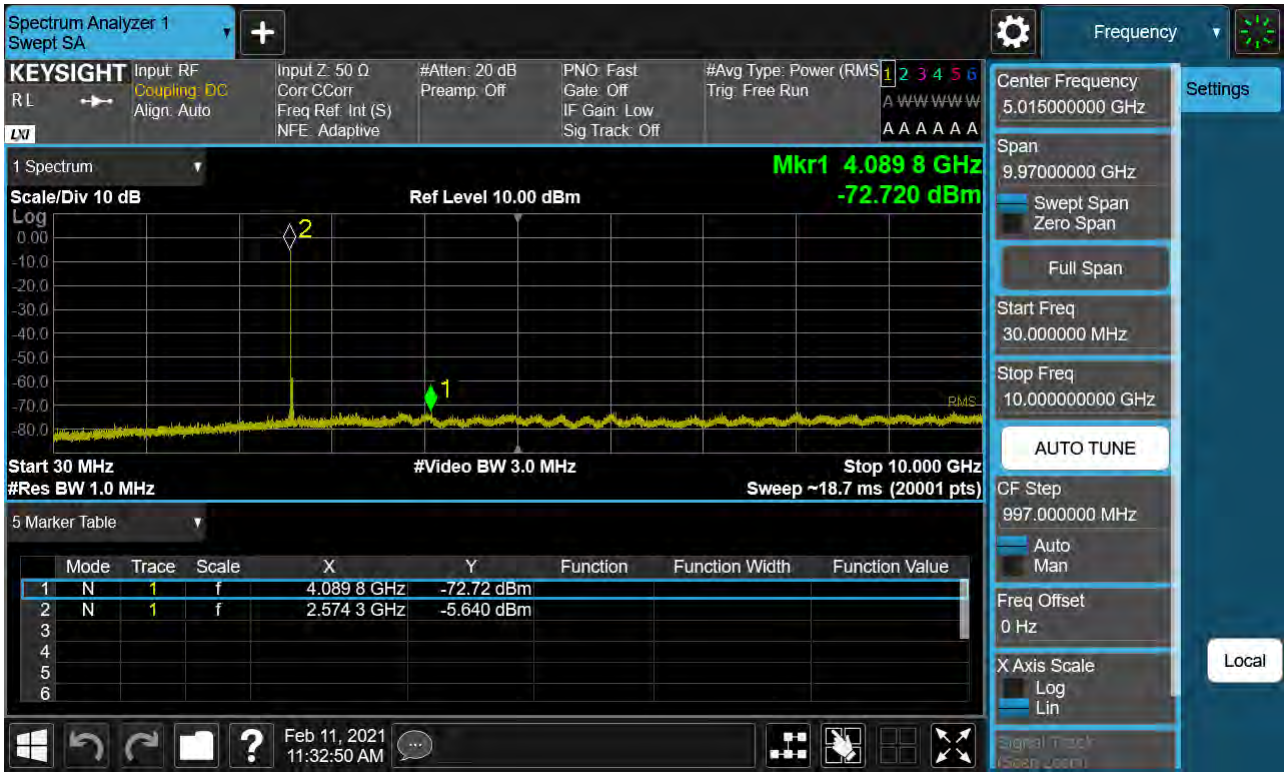 Spectrum Analyzer 1
Swept SA
Frequency
KEYSIGHT
RL
LXI
Input: RF
Coupling: DC
Align: Auto
Input Z: 50 Ω
Corr CCorr
Freq Ref: Int (S)
NFE: Adaptive
#Atten: 20 dB
Preamp: Off
PNO: Fast
Gate: Off
IF Gain: Low
Sig Track: Off
#Avg Type: Power (RMS
Trig: Free Run
1 2 3 4 5 6
A W W W W W
A A A A A A
1 Spectrum
Scale/Div 10 dB
Ref Level 10.00 dBm
Mkr1 4.089 8 GHz
-72.720 dBm
Log
0.00
-10.0
-20.0
-30.0
-40.0
-50.0
-60.0
-70.0
-80.0
2
1
RMS
Start 30 MHz
#Video BW 3.0 MHz
Stop 10.000 GHz
#Res BW 1.0 MHz
Sweep ~18.7 ms (20001 pts)
5 Marker Table
Mode Trace Scale X Y Function Function Width Function Value
1 N 1 f 4.089 8 GHz -72.72 dBm
2 N 1 f 2.574 3 GHz -5.640 dBm
3
4
5
6
Feb 11, 2021
11:32:50 AM
Center Frequency
5.015000000 GHz
Span
9.97000000 GHz
Swept Span
Zero Span
Full Span
Start Freq
30.000000 MHz
Stop Freq
10.000000000 GHz
AUTO TUNE
CF Step
997.000000 MHz
Auto
Man
Freq Offset
0 Hz
X Axis Scale
Log
Lin
Signal Track
(Span Zoom)
Settings
Local